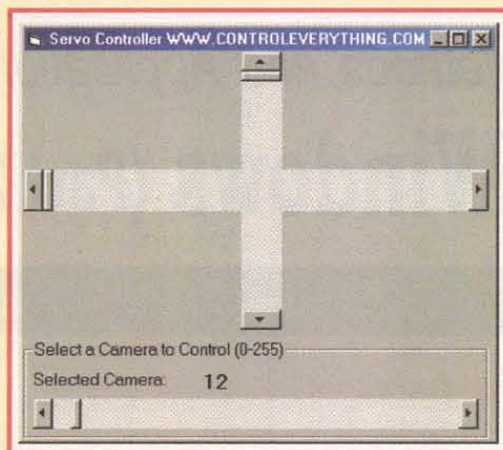 Servo Controller WWW.CONTROLEVERYTHING.COM
Select a Camera to Control (0-255)
Selected Camera: 12